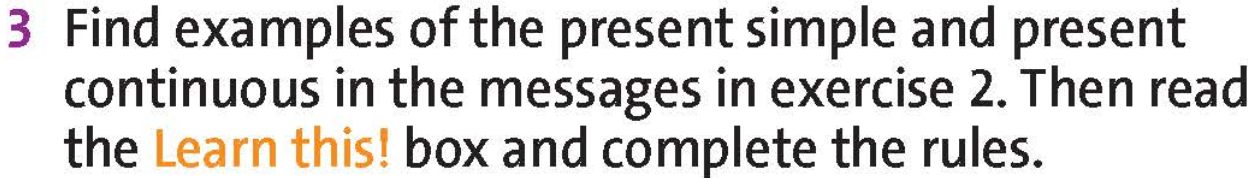 3 Find examples of the present simple and present
continuous in the messages in exercise 2. Then read
the Learn this! box and complete the rules.